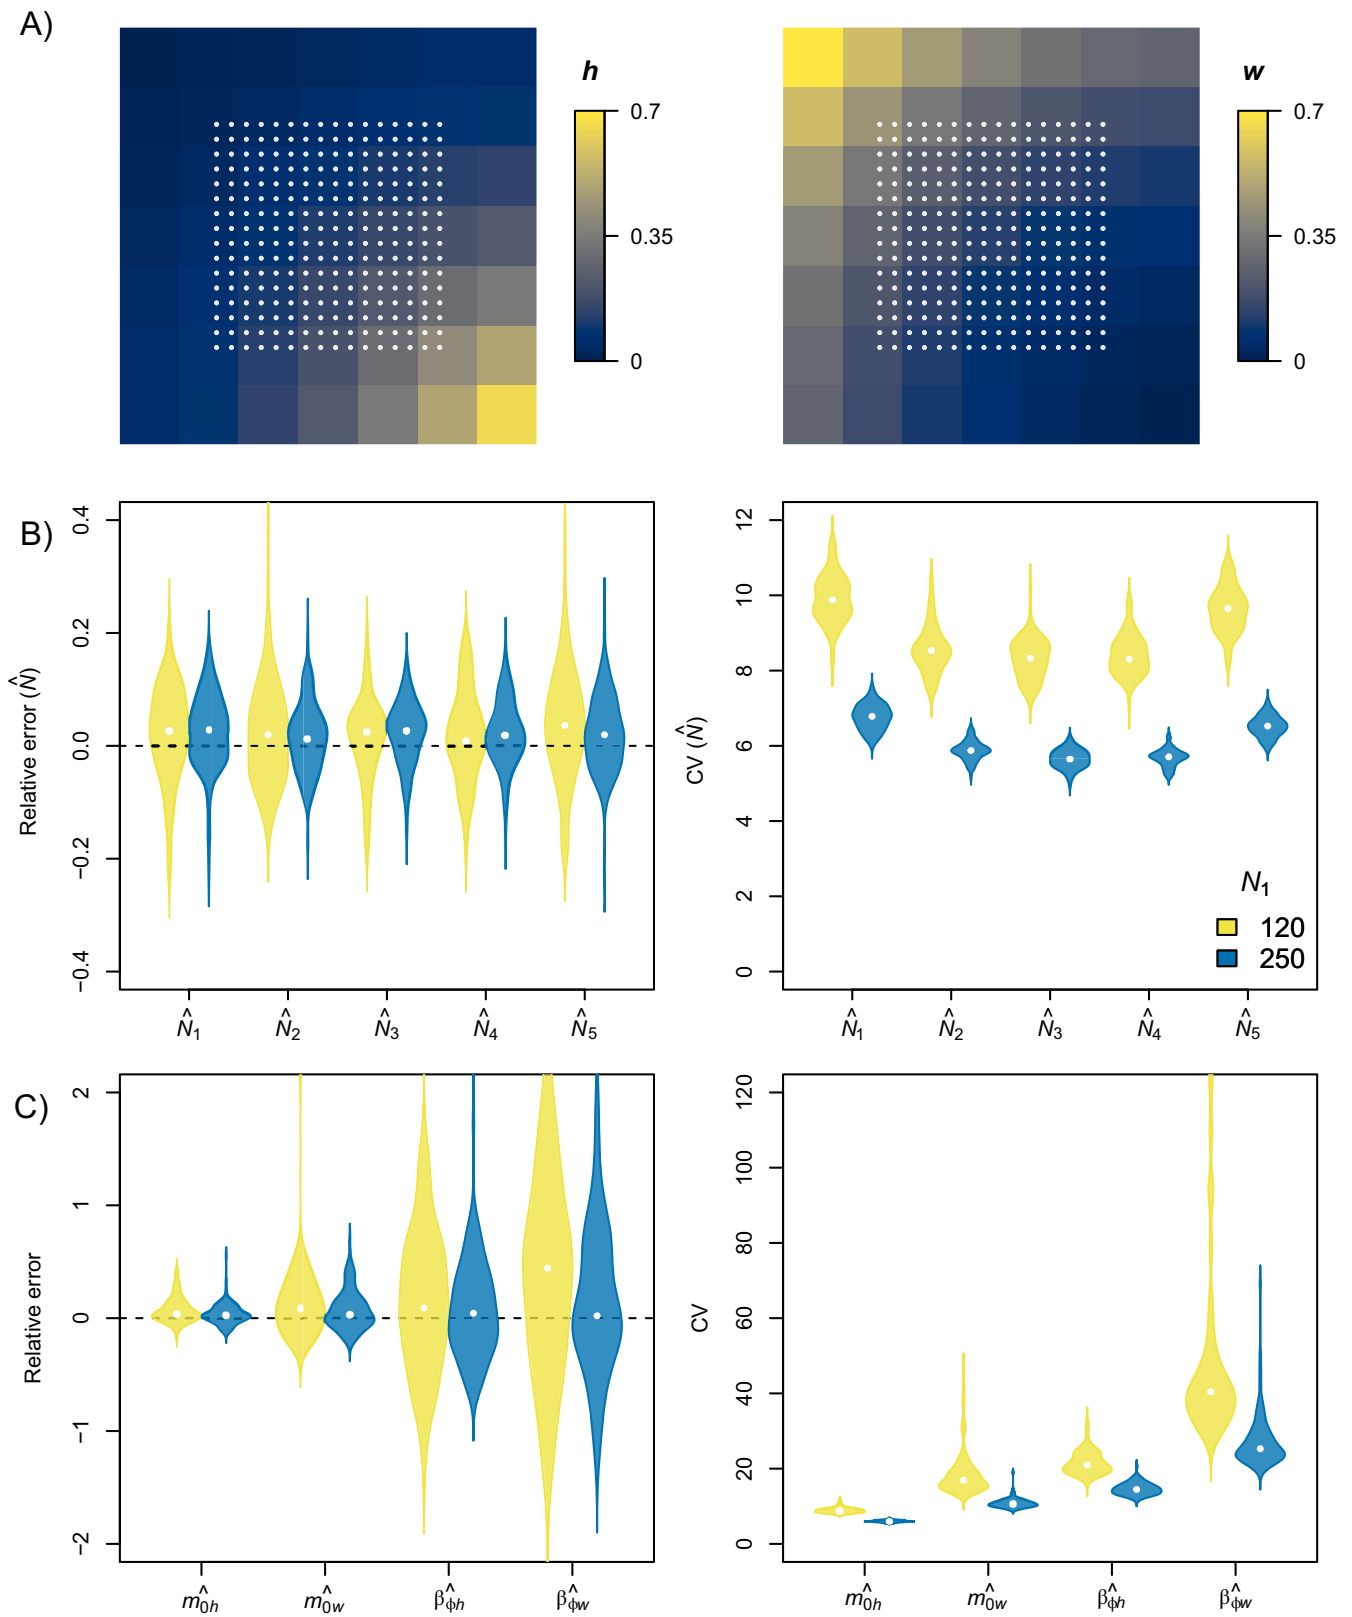 A)
h
0.7
0.35
0
w
0.7
0.35
0
B)
Relative error (N̂)
0.4
0.2
0.0
−0.2
−0.4
N̂1 N̂2 N̂3 N̂4 N̂5
CV (N̂)
12
10
8
6
4
2
0
N1
120
250
N̂1 N̂2 N̂3 N̂4 N̂5
C)
Relative error
2
1
0
−1
−2
m̂0h m̂0w β̂ϕh β̂ϕw
CV
120
100
80
60
40
20
0
m̂0h m̂0w β̂ϕh β̂ϕw